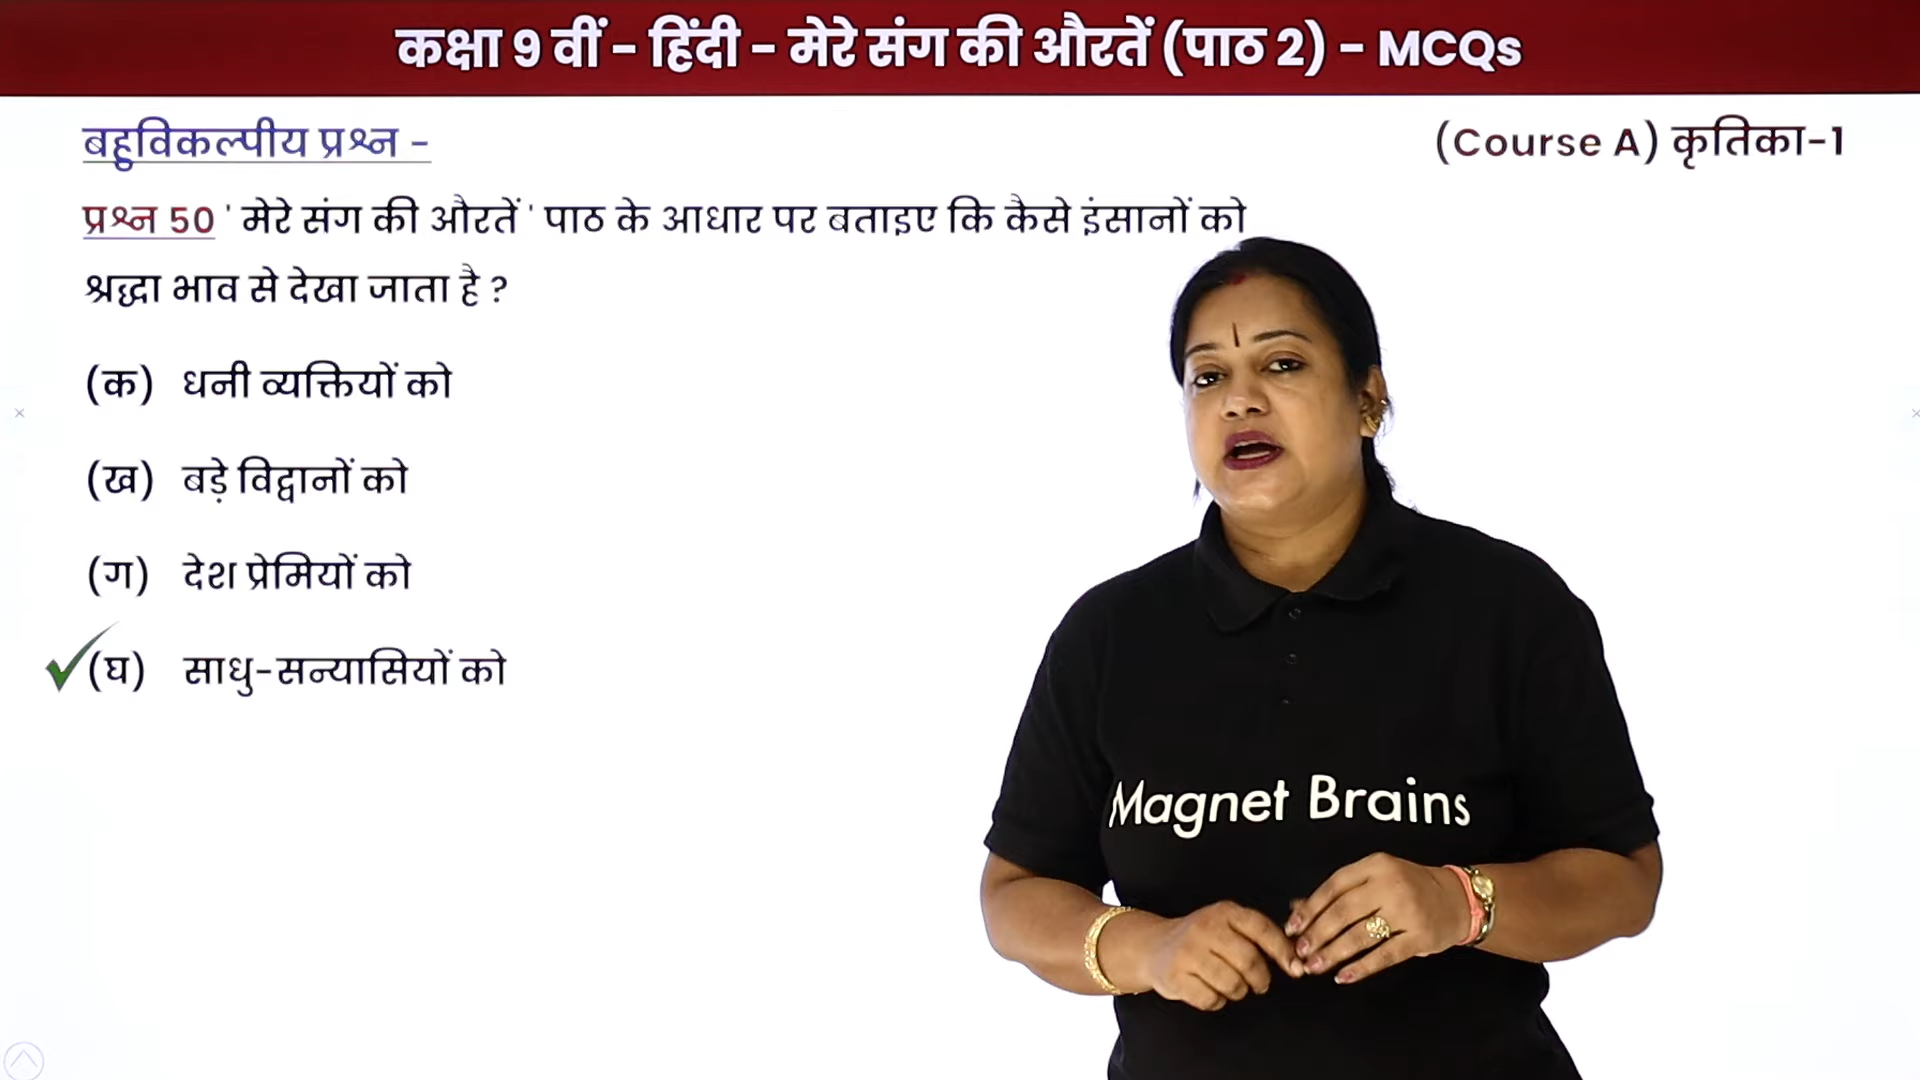 कक्षा 9 वीं - हिंदी - मेरे संग की औरतें (पाठ 2) - MCQs
बहुविकल्पीय प्रश्न -
(Course A) कृतिका-1
प्रश्न 50 ' मेरे संग की औरतें ' पाठ के आधार पर बताइए कि कैसे इंसानों को
श्रद्धा भाव से देखा जाता है ?
(क) धनी व्यक्तियों को
(ख) बड़े विद्वानों को
(ग) देश प्रेमियों को
(घ) साधु-सन्यासियों को
Magnet Brains